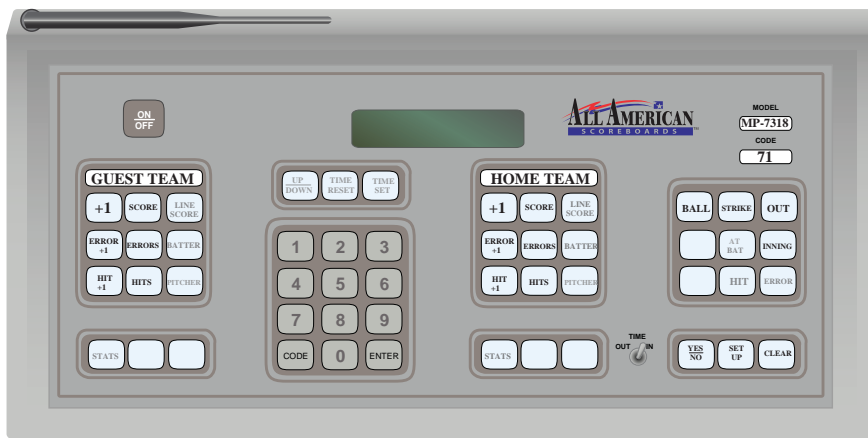 ON
OFF
ALL AMERICAN
SCOREBOARDS™
MODEL
MP-7318
CODE
71
GUEST TEAM
+1 SCORE LINE
SCORE
ERROR
+1 ERRORS BATTER
HIT
+1 HITS PITCHER
STATS
UP
DOWN
TIME
RESET
TIME
SET
1 2 3
4 5 6
7 8 9
CODE 0 ENTER
HOME TEAM
+1 SCORE LINE
SCORE
ERROR
+1 ERRORS BATTER
HIT
+1 HITS PITCHER
STATS
TIME
OUT IN
BALL STRIKE OUT
AT
BAT INNING
HIT ERROR
YES
NO
SET
UP
CLEAR